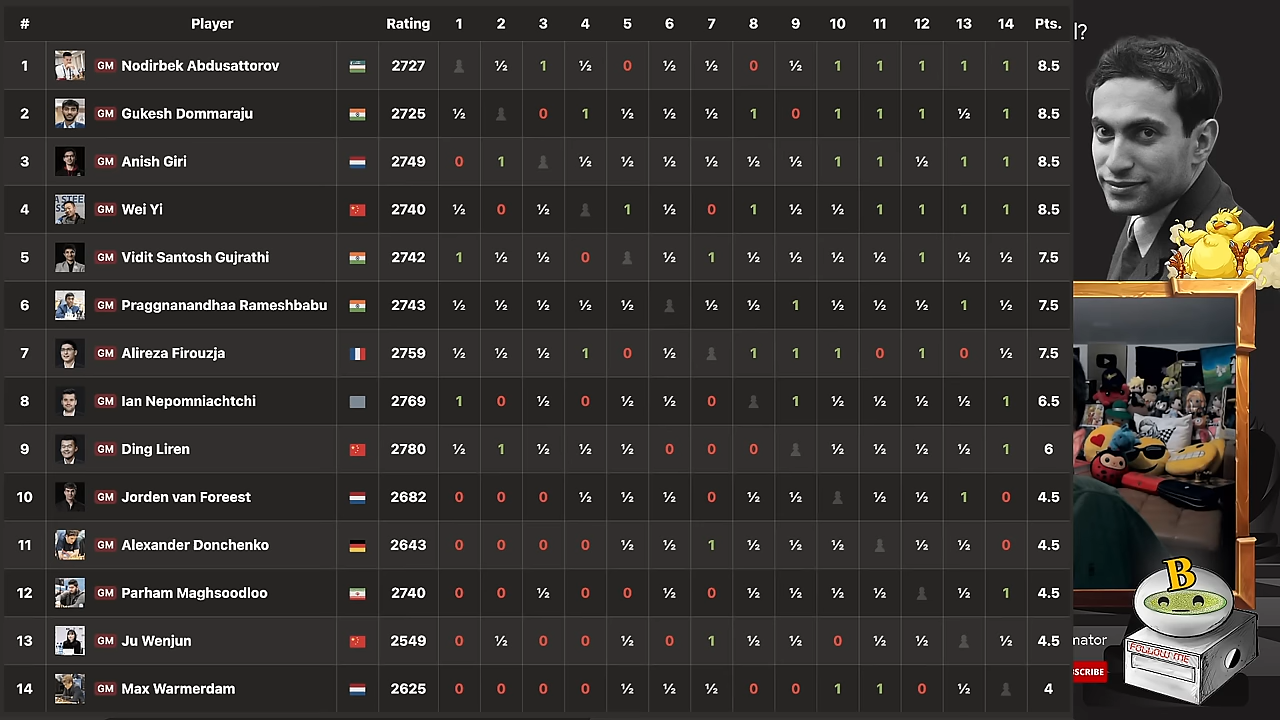 # Player Rating 1 2 3 4 5 6 7 8 9 10 11 12 13 14 Pts.
l?
1 GM Nodirbek Abdusattorov 2727 ½ 1 ½ 0 ½ ½ 0 ½ 1 1 1 1 1 8.5
2 GM Gukesh Dommaraju 2725 ½ 0 1 ½ ½ ½ 1 0 1 1 1 ½ 1 8.5
3 GM Anish Giri 2749 0 1 ½ ½ ½ ½ ½ ½ 1 1 ½ 1 1 8.5
4 GM Wei Yi 2740 ½ 0 ½ 1 ½ 0 1 ½ ½ 1 1 1 1 8.5
5 GM Vidit Santosh Gujrathi 2742 1 ½ ½ 0 ½ 1 ½ ½ ½ ½ 1 ½ ½ 7.5
6 GM Praggnanandhaa Rameshbabu 2743 ½ ½ ½ ½ ½ ½ ½ 1 ½ ½ ½ 1 ½ 7.5
7 GM Alireza Firouzja 2759 ½ ½ ½ 1 0 ½ 1 1 1 0 1 0 ½ 7.5
8 GM Ian Nepomniachtchi 2769 1 0 ½ 0 ½ ½ 0 1 ½ ½ ½ ½ 1 6.5
9 GM Ding Liren 2780 ½ 1 ½ ½ ½ 0 0 0 ½ ½ ½ ½ 1 6
10 GM Jorden van Foreest 2682 0 0 0 ½ ½ ½ 0 ½ ½ ½ ½ 1 0 4.5
11 GM Alexander Donchenko 2643 0 0 0 0 ½ ½ 1 ½ ½ ½ ½ ½ 0 4.5
12 GM Parham Maghsoodloo 2740 0 0 ½ 0 0 ½ 0 ½ ½ ½ ½ ½ 1 4.5
13 GM Ju Wenjun 2549 0 ½ 0 0 ½ 0 1 ½ ½ 0 ½ ½ ½ 4.5
14 GM Max Warmerdam 2625 0 0 0 0 ½ ½ ½ 0 0 1 1 0 ½ 4
B
nator
FOLLOW ME
SCRIBE